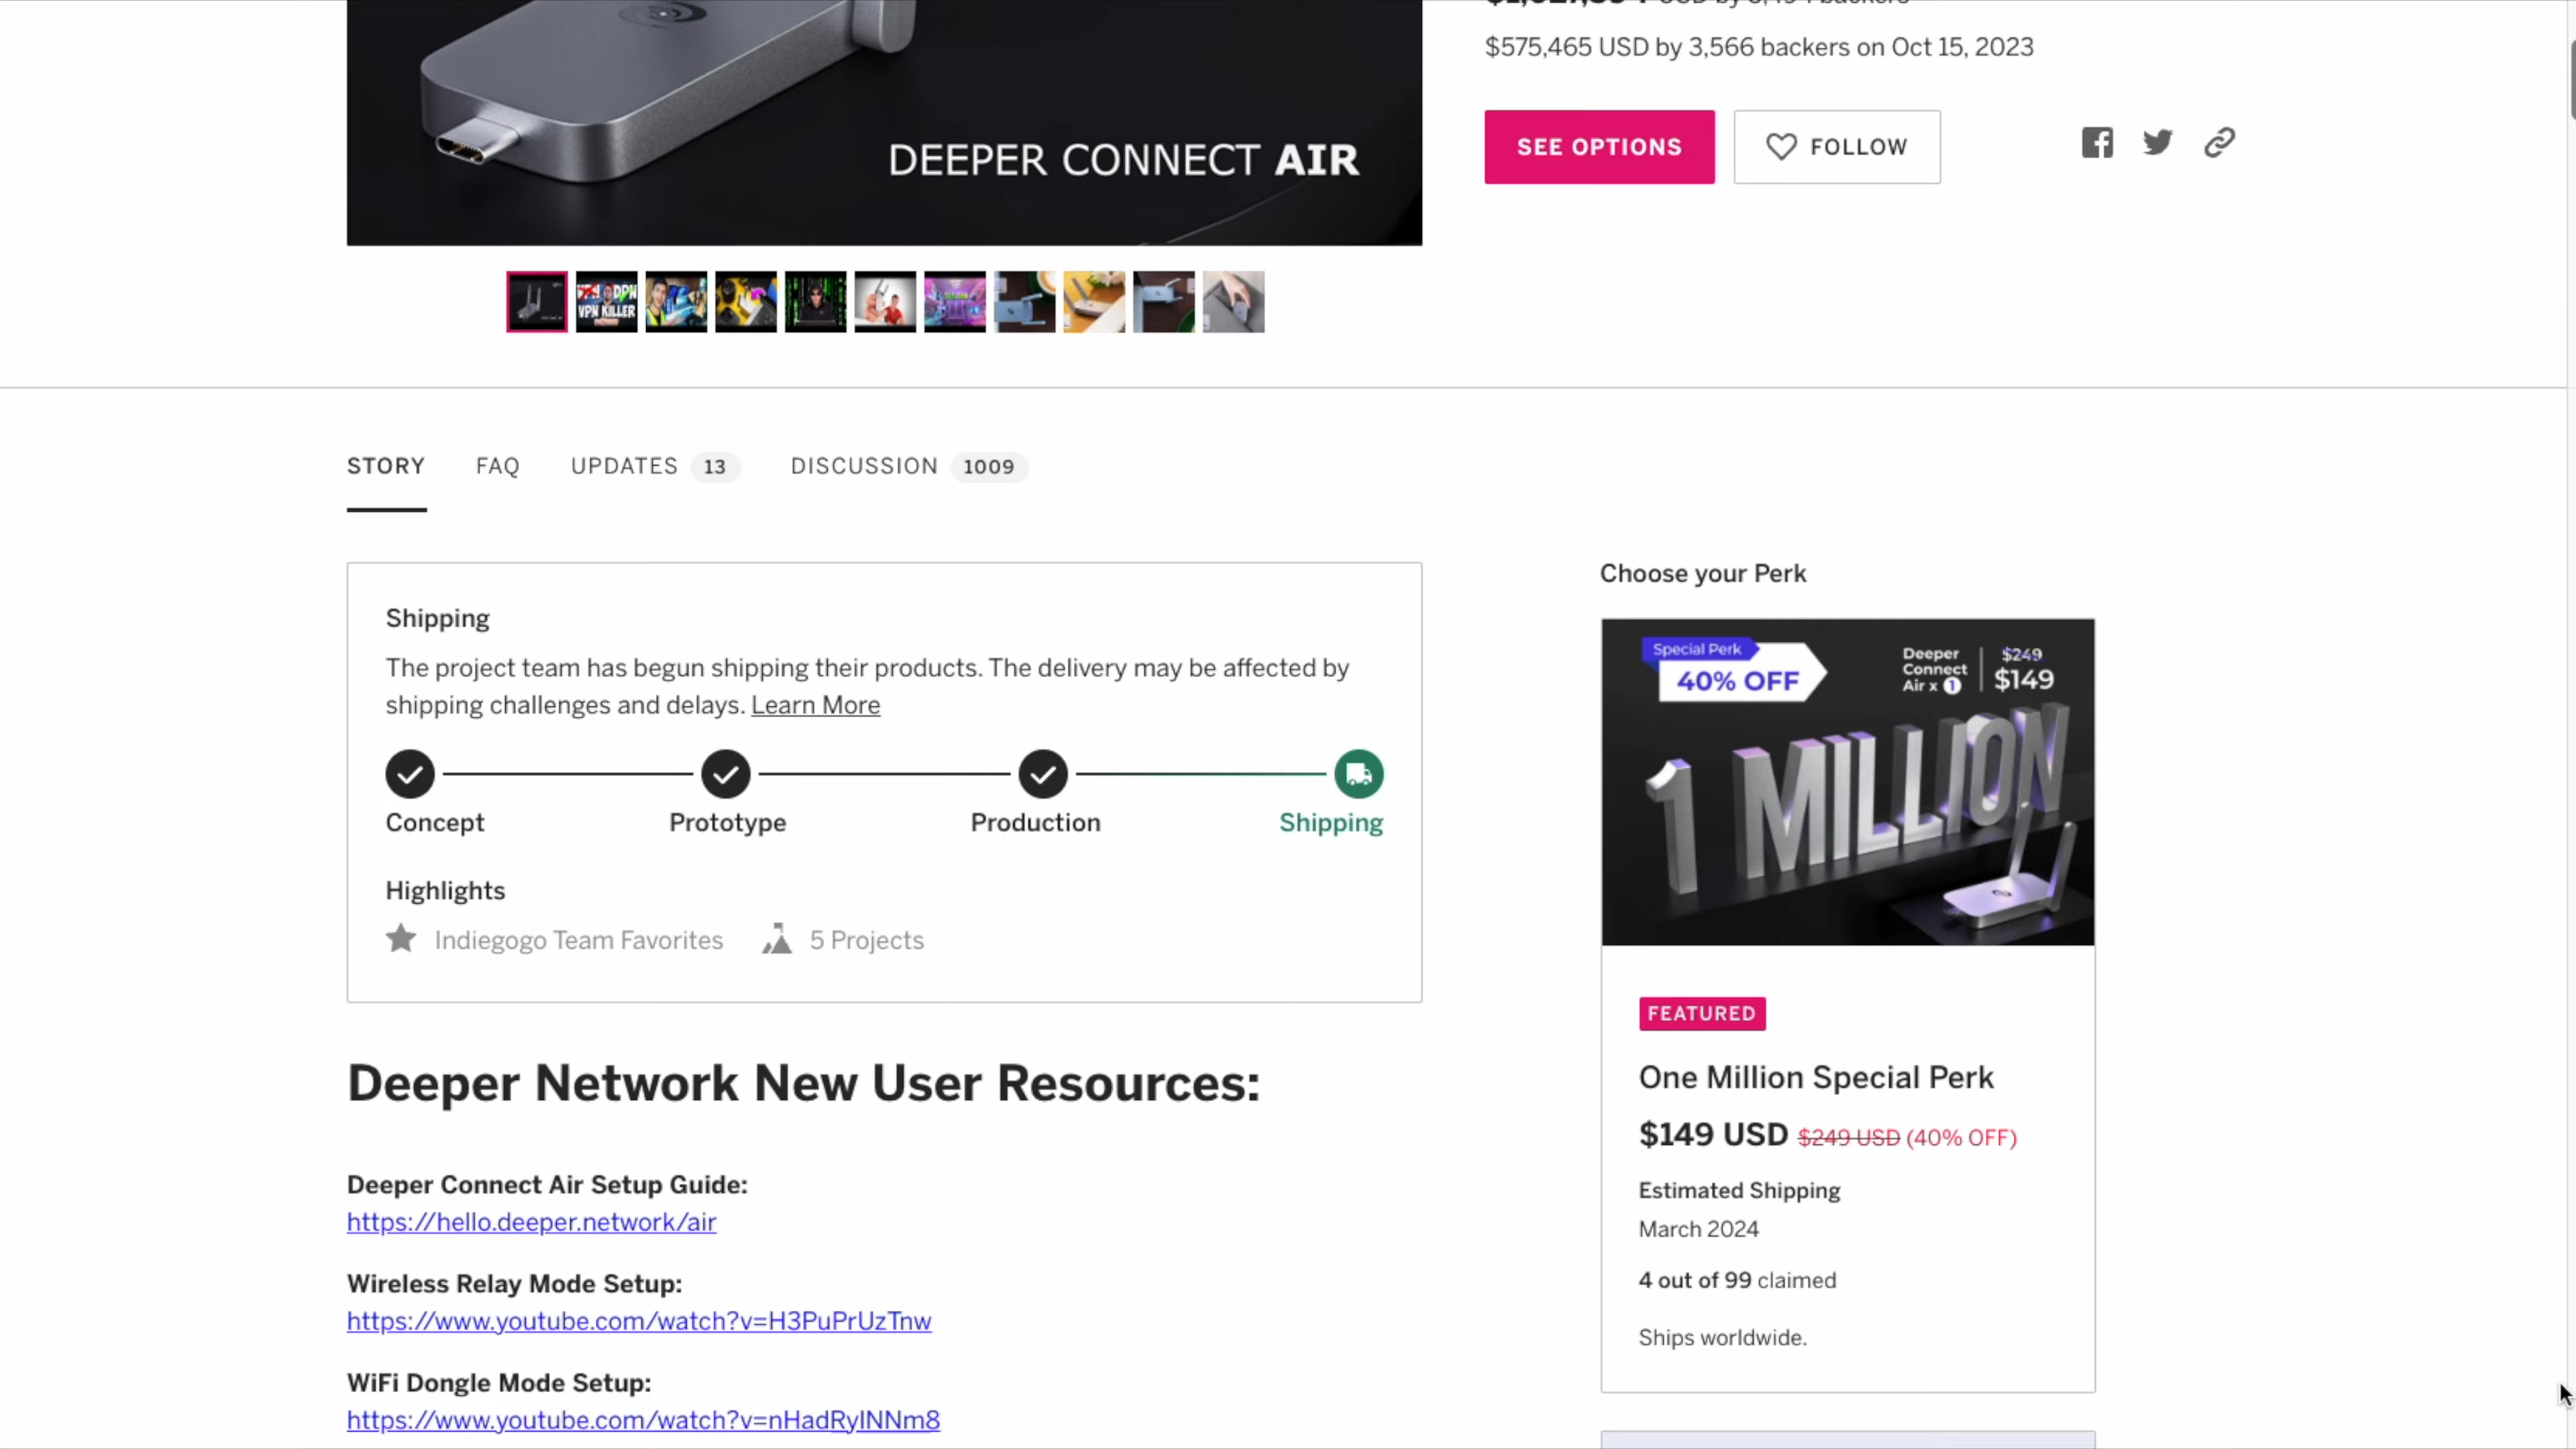 $575,465 USD by 3,566 backers on Oct 15, 2023
SEE OPTIONS
FOLLOW
DEEPER CONNECT AIR
VPN KILLER
STORY
FAQ
UPDATES 13
DISCUSSION 1009
Shipping
The project team has begun shipping their products. The delivery may be affected by
shipping challenges and delays. Learn More
Concept
Prototype
Production
Shipping
Highlights
Indiegogo Team Favorites
5 Projects
Deeper Network New User Resources:
Deeper Connect Air Setup Guide:
https://hello.deeper.network/air
Wireless Relay Mode Setup:
https://www.youtube.com/watch?v=H3PuPrUzTnw
WiFi Dongle Mode Setup:
https://www.youtube.com/watch?v=nHadRyINNm8
Choose your Perk
Special Perk
40% OFF
Deeper
Connect
Air x 1
$249
$149
1 MILLION
FEATURED
One Million Special Perk
$149 USD $249 USD (40% OFF)
Estimated Shipping
March 2024
4 out of 99 claimed
Ships worldwide.